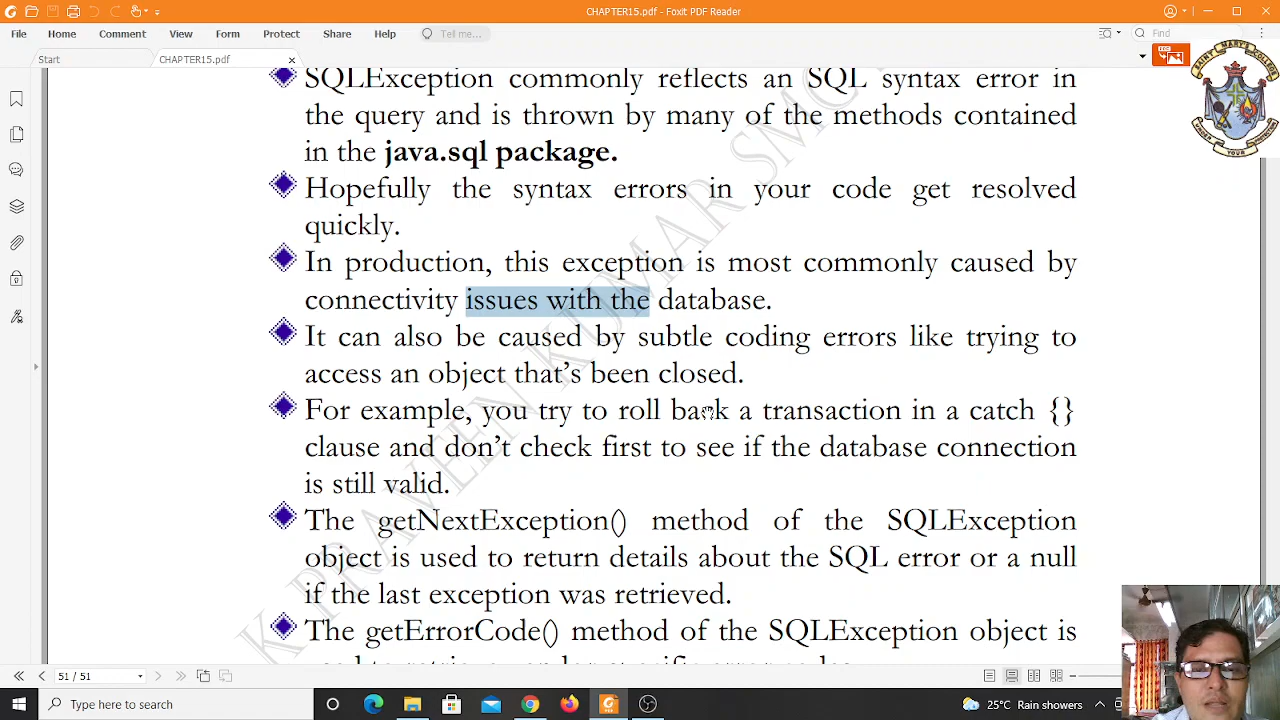 CHAPTER15.pdf - Foxit PDF Reader
File Home Comment View Form Protect Share Help Tell me... Find
Start CHAPTER15.pdf
SQLException commonly reflects an SQL syntax error in
the query and is thrown by many of the methods contained
in the java.sql package.
Hopefully the syntax errors in your code get resolved
quickly.
In production, this exception is most commonly caused by
connectivity issues with the database.
It can also be caused by subtle coding errors like trying to
access an object that's been closed.
For example, you try to roll back a transaction in a catch {}
clause and don't check first to see if the database connection
is still valid.
The getNextException() method of the SQLException
object is used to return details about the SQL error or a null
if the last exception was retrieved.
The getErrorCode() method of the SQLException object is
K PRAVEEN KUMAR SMC
51 / 51
Type here to search
25°C Rain showers